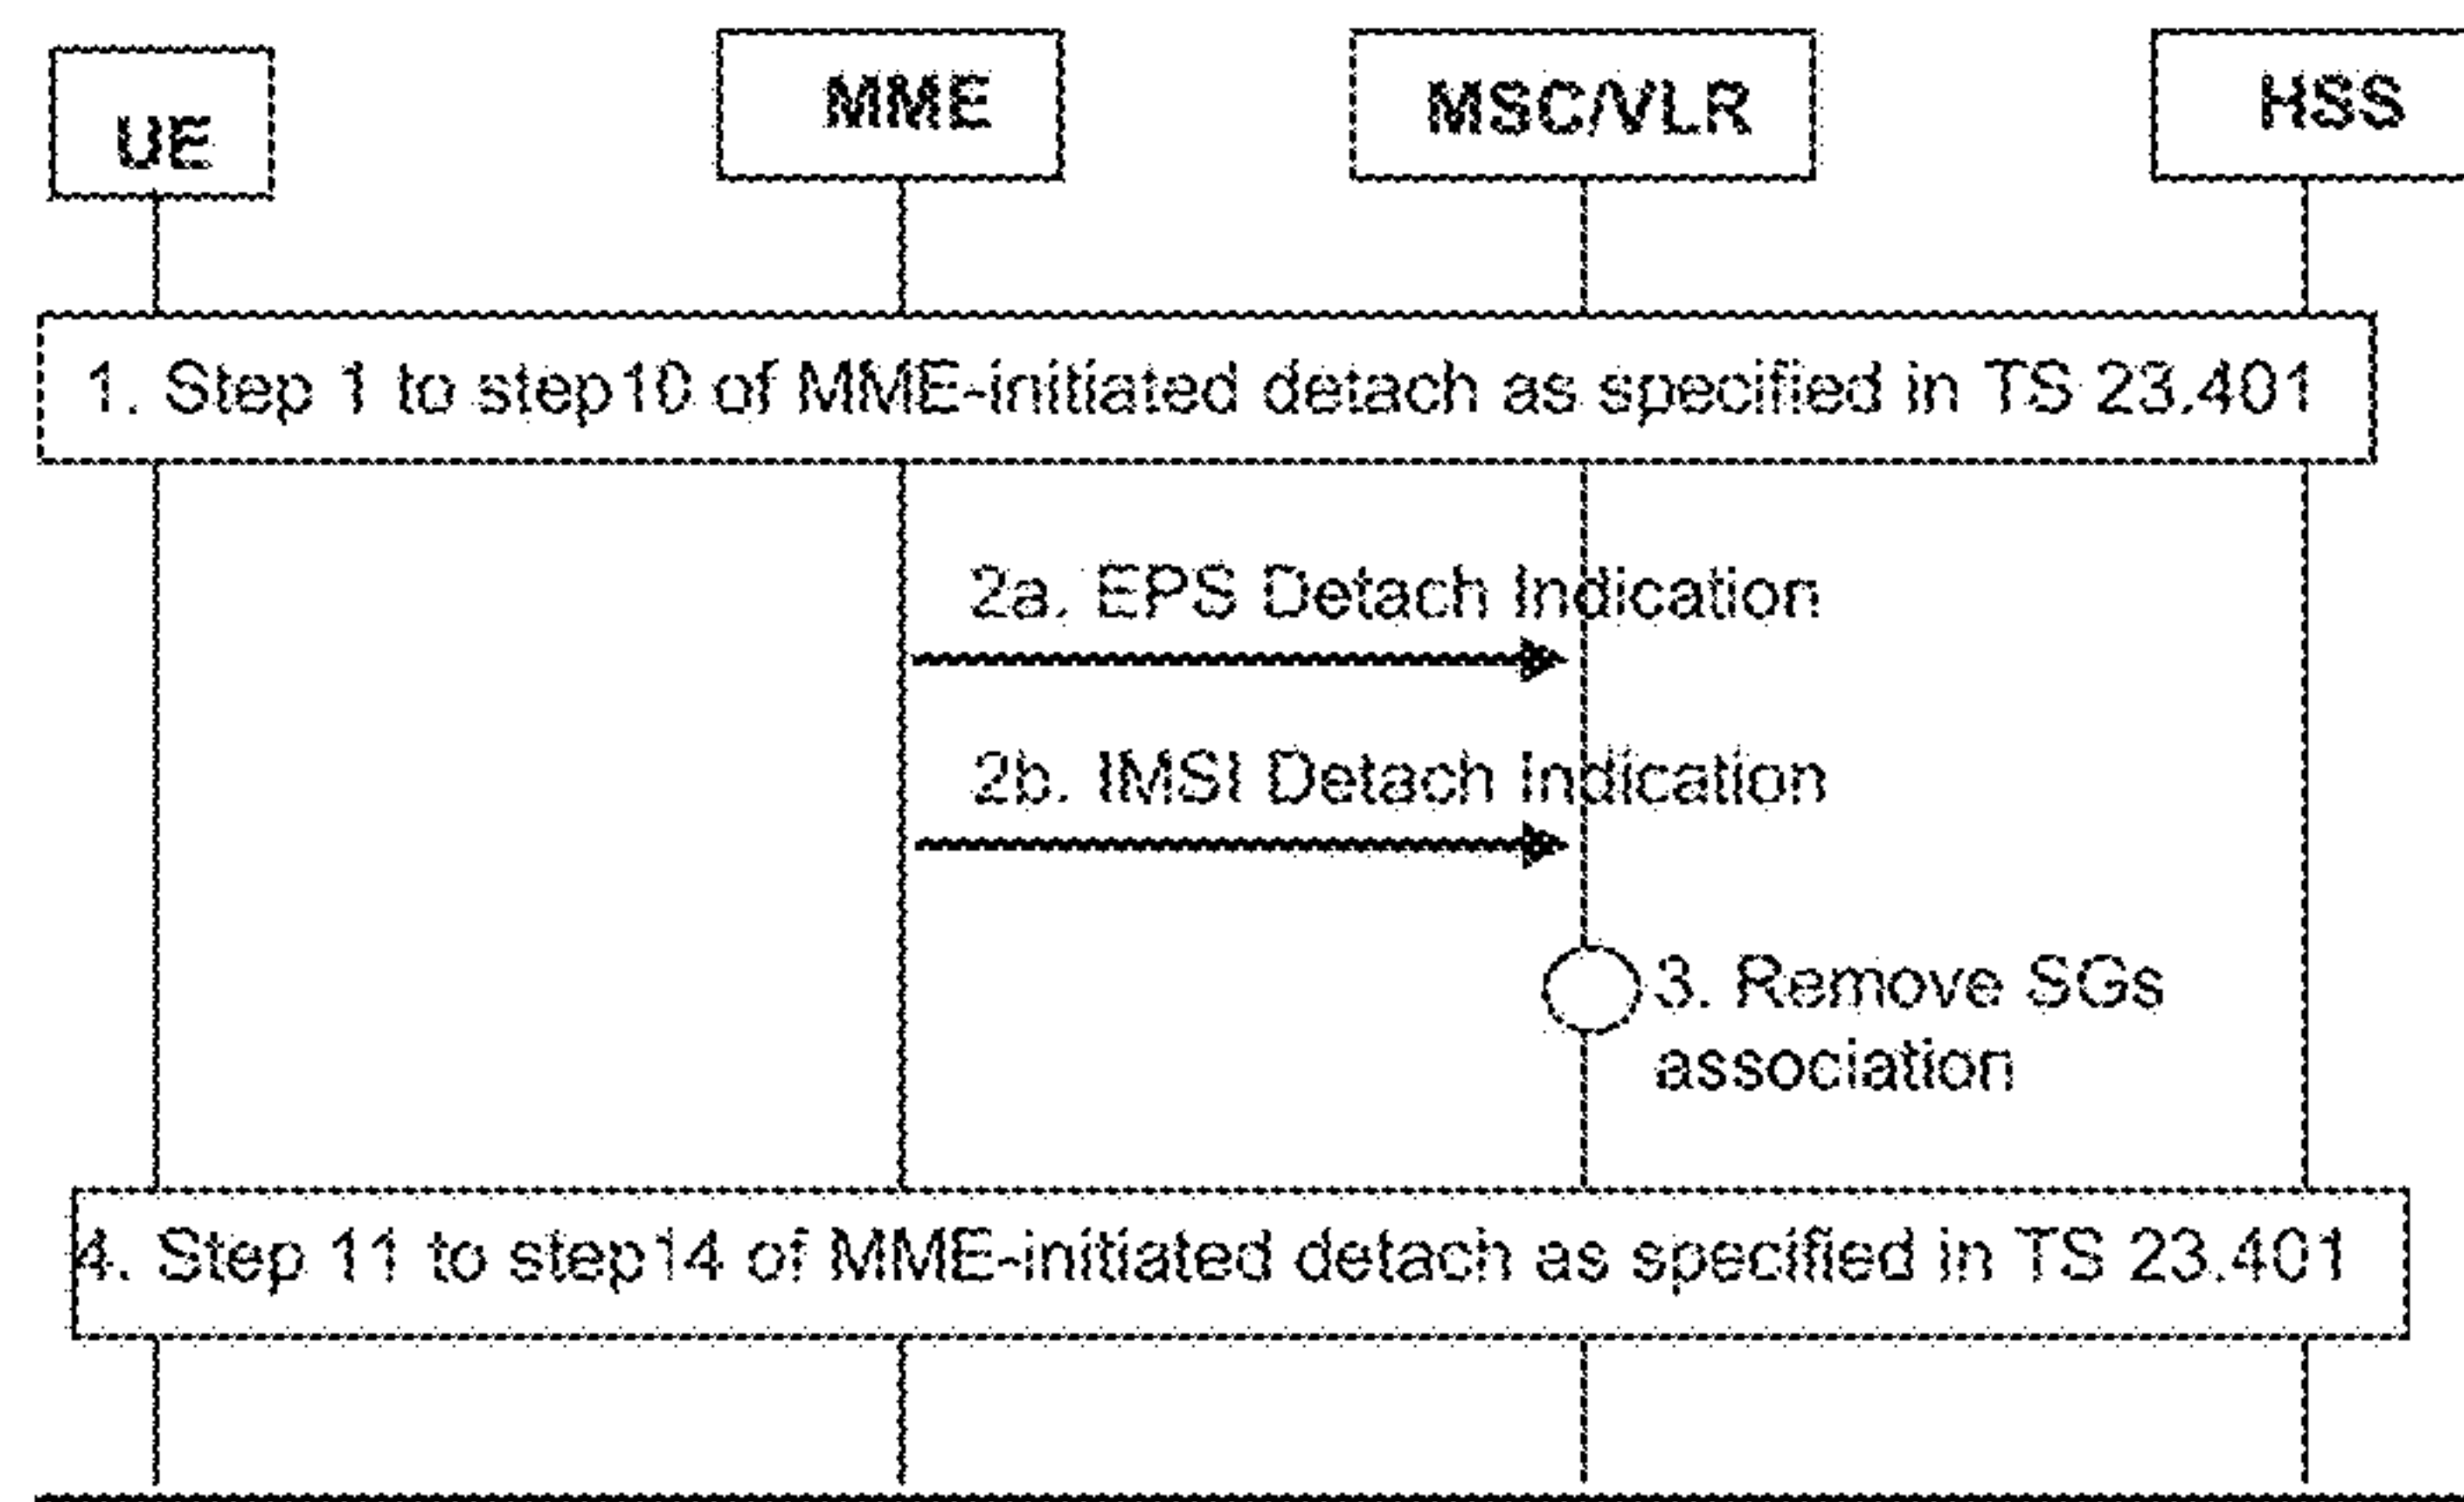 UE
MME
MSC/VLR
HSS
1. Step 1 to step10 of MME-initiated detach as specified in TS 23.401
2a. EPS Detach Indication
2b. IMSI Detach Indication
3. Remove SGs
association
4. Step 11 to step14 of MME-initiated detach as specified in TS 23.401